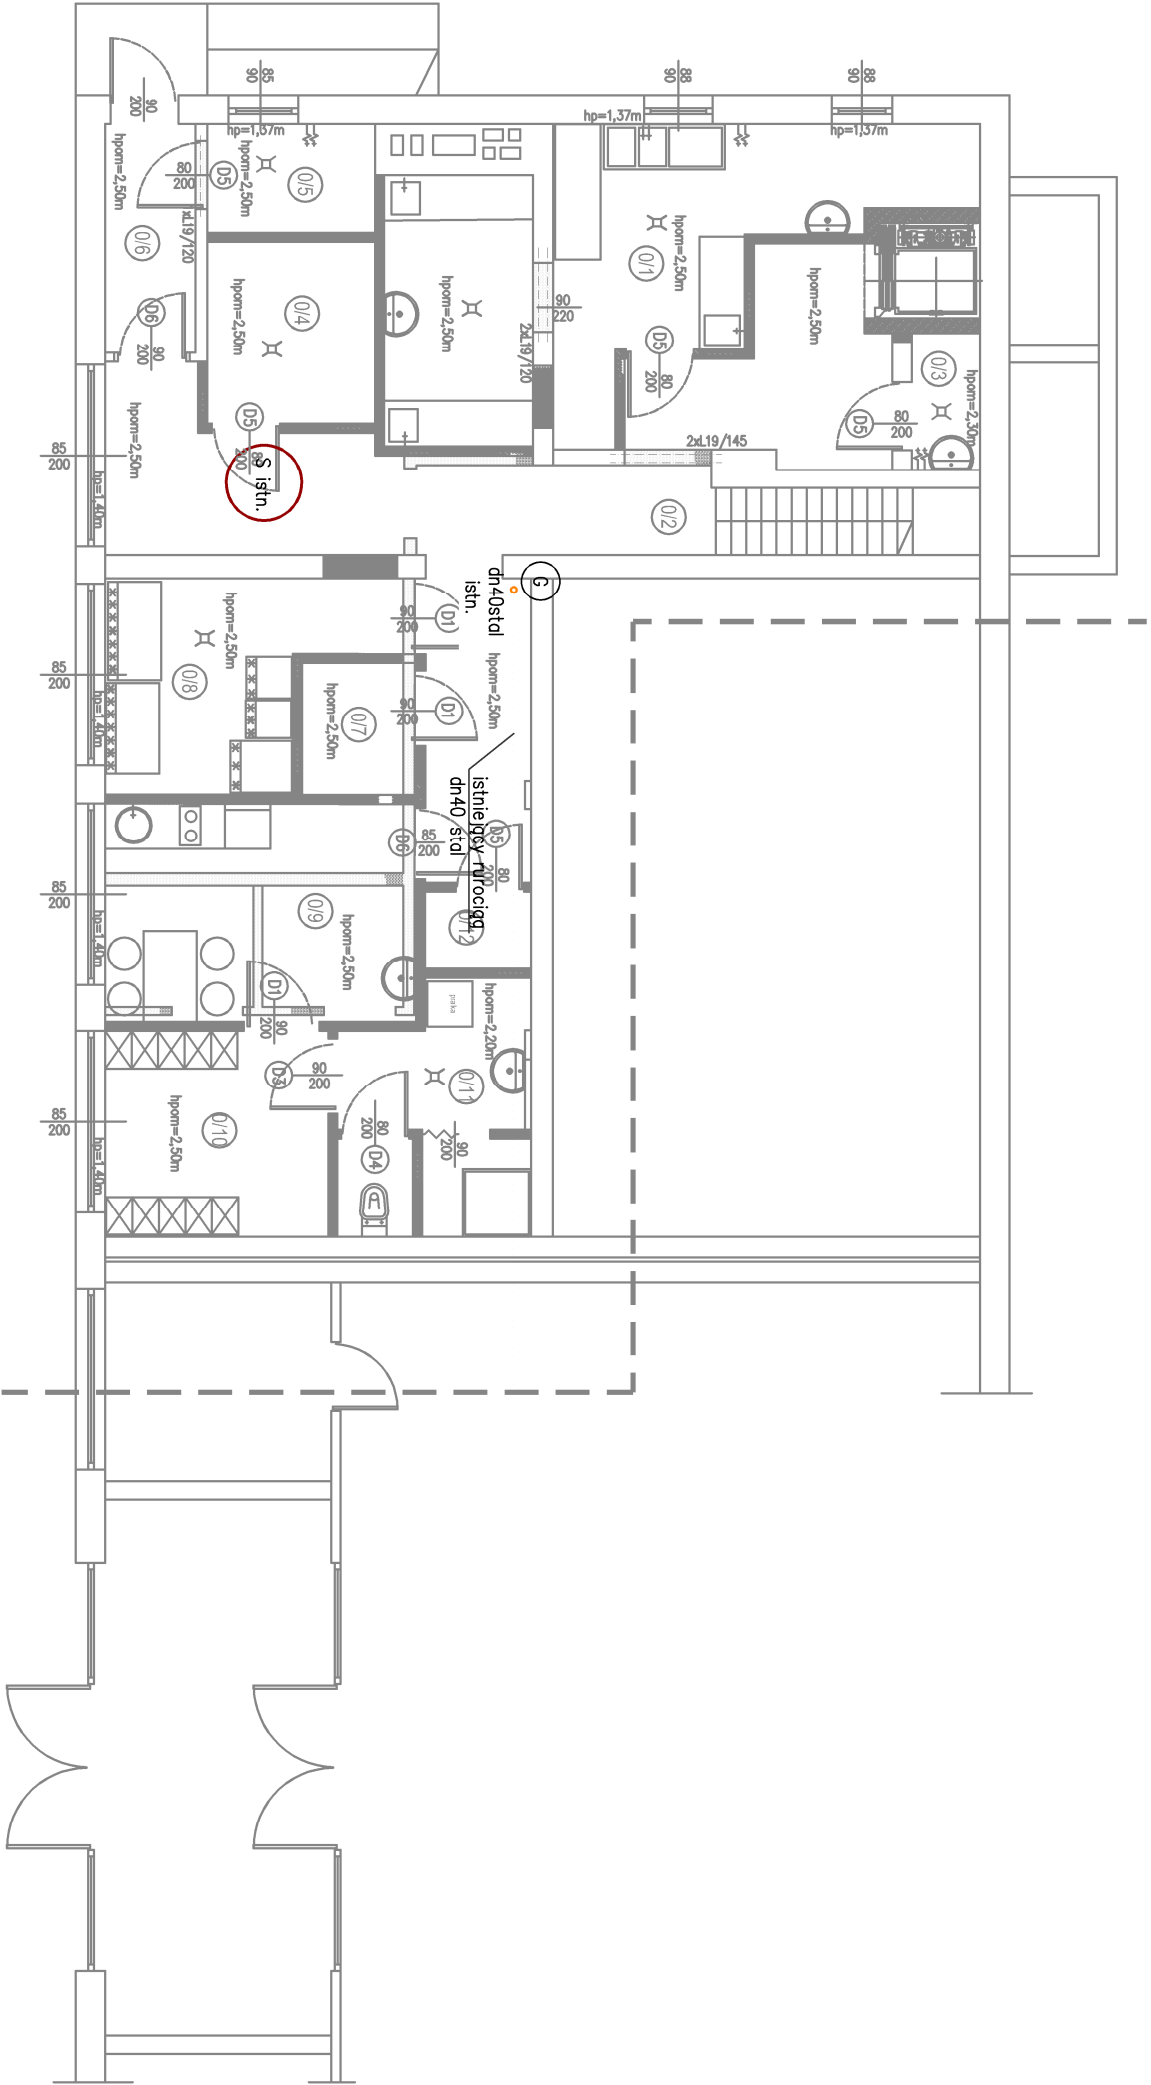 85
90
88
90
88
90
90
200
hp=1,37m
hp=1,37m
hp=1,37m
hpom=2,50m
80
200
D5
hpom=2,50m
0/5
0/6
2xL19/120
hpom=2,50m
0/1
hpom=2,50m
0/4
hpom=2,50m
hpom=2,50m
90
220
D6
90
200
2xL19/120
D5
80
200
0/3
hpom=2,30m
D5
80
200
hpom=2,50m
D5
80
200
2xL19/145
85
200
hp=1,40m
S istn.
0/2
G
dn40stal
istn.
hpom=2,50m
90
200
D1
0/8
85
200
hp=1,40m
hpom=2,50m
0/7
90
200
D1
hpom=2,50m
istniejący rurociąg
dn40 stal
D6
85
200
D5
80
200
85
200
hp=1,40m
0/9
hpom=2,50m
0/12
D1
90
200
pralka
hpom=2,20m
D3
90
200
0/11
85
200
hp=1,40m
hpom=2,50m
0/10
80
200
D4
90
200